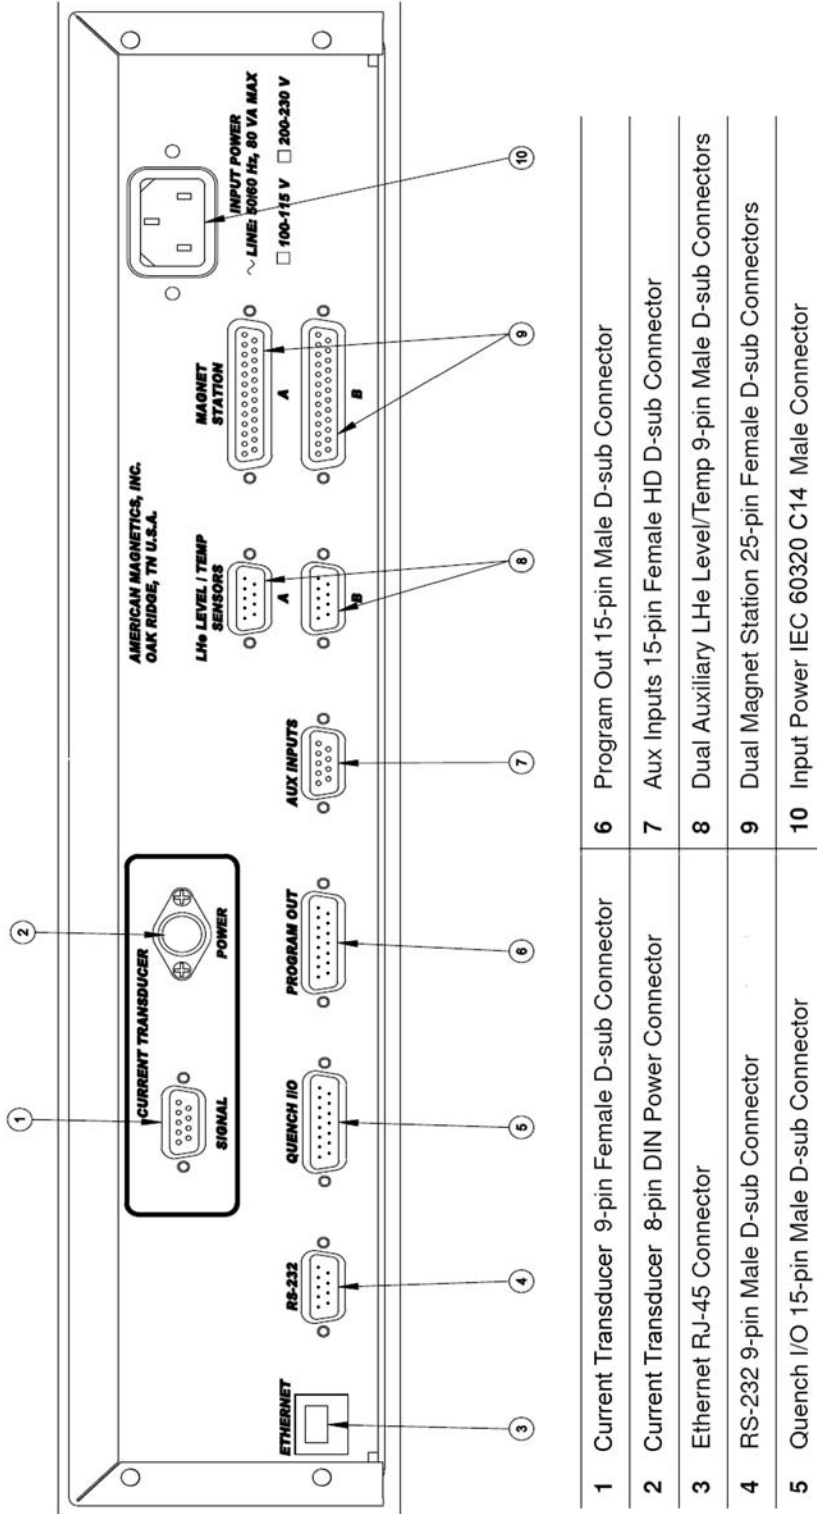 1
2
CURRENT TRANSDUCER
SIGNAL
POWER
AMERICAN MAGNETICS, INC.
OAK RIDGE, TN U.S.A.
LHe LEVEL / TEMP
SENSORS
A
B
MAGNET
STATION
A
B
INPUT POWER
~ LINE: 50/60 Hz, 80 VA MAX
□ 100-115 V □ 200-230 V
ETHERNET
RS-232
QUENCH I/O
PROGRAM OUT
AUX INPUTS
3
4
5
6
7
8
9
10
1 Current Transducer 9-pin Female D-sub Connector
2 Current Transducer 8-pin DIN Power Connector
3 Ethernet RJ-45 Connector
4 RS-232 9-pin Male D-sub Connector
5 Quench I/O 15-pin Male D-sub Connector
6 Program Out 15-pin Male D-sub Connector
7 Aux Inputs 15-pin Female HD D-sub Connector
8 Dual Auxiliary LHe Level/Temp 9-pin Male D-sub Connectors
9 Dual Magnet Station 25-pin Female D-sub Connectors
10 Input Power IEC 60320 C14 Male Connector